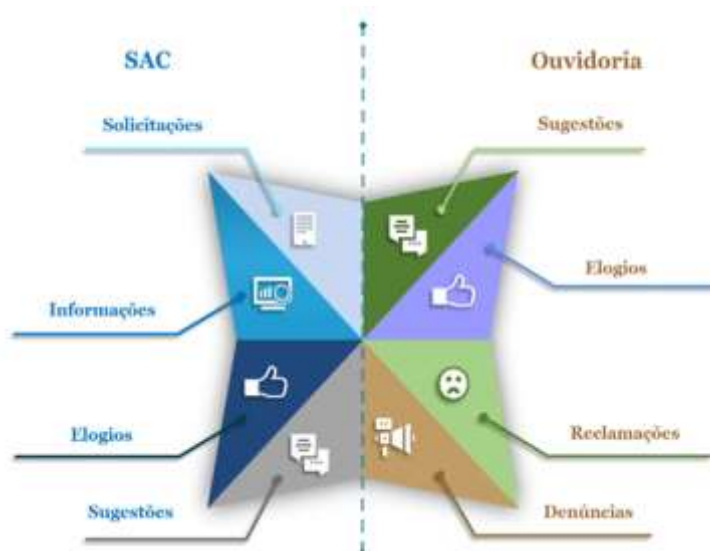 SAC
Solicitações
Informações
Elogios
Sugestões
Ouvidoria
Sugestões
Elogios
Reclamações
Denúncias